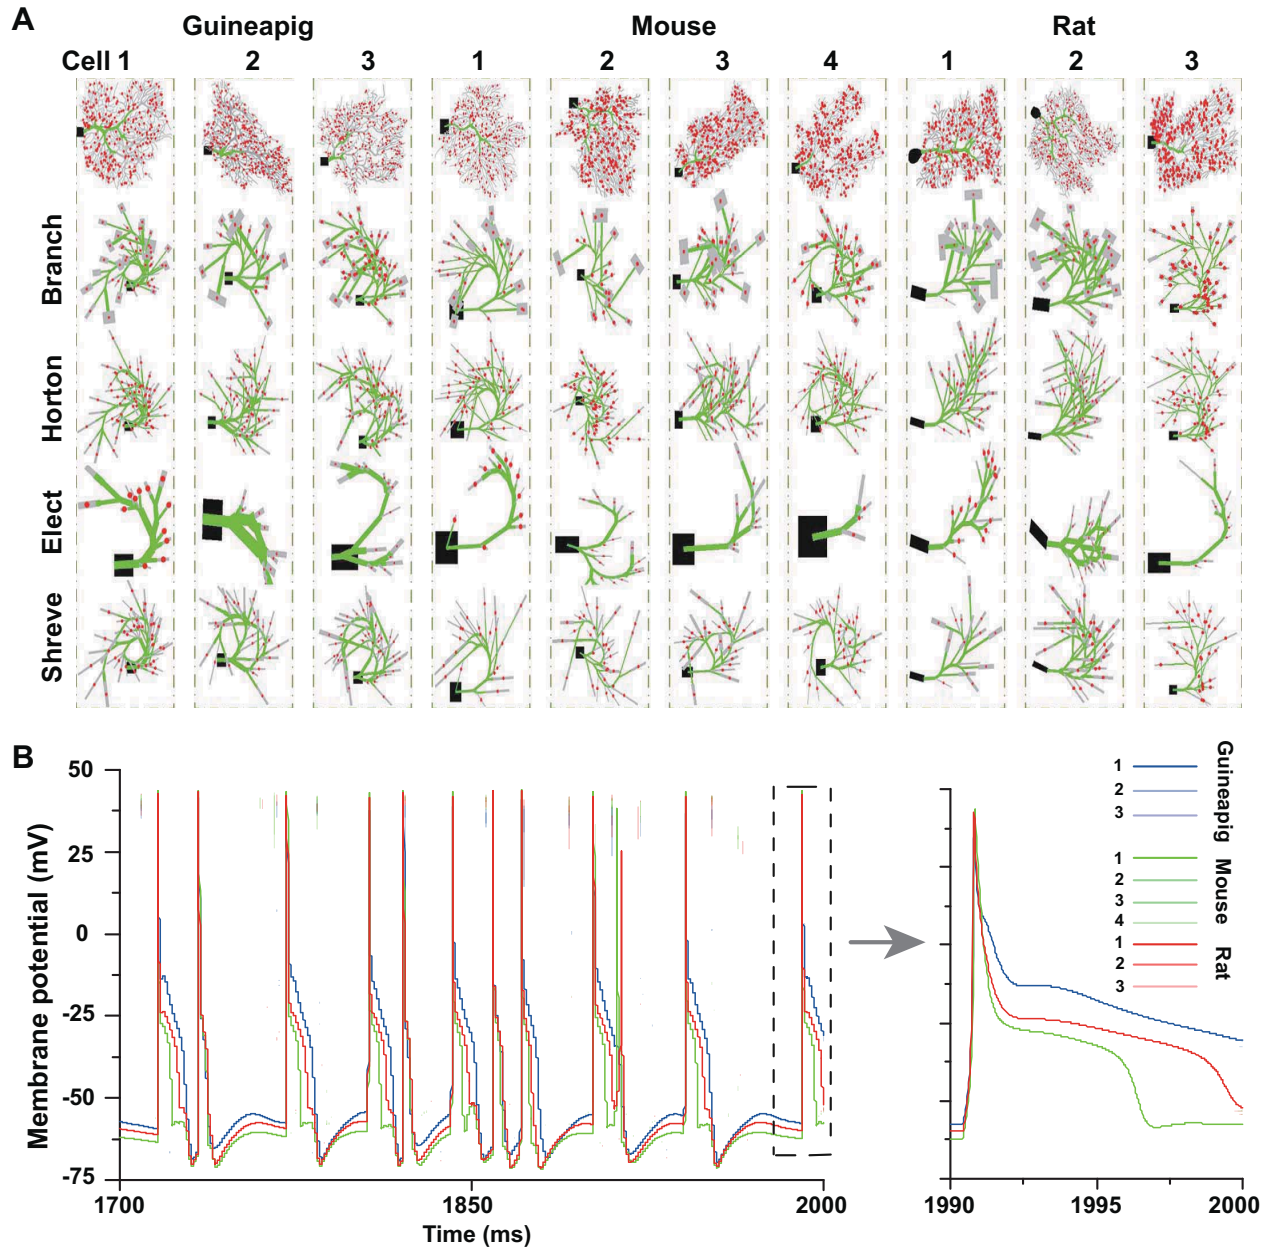 A
Guineapig Mouse Rat
Cell 1 2 3 1 2 3 4 1 2 3
Branch
Horton
Elect
Shreve
B
Membrane potential (mV)
50
25
0
-25
-50
-75
1700 1850 2000
Time (ms)
1990 1995 2000
Guineapig
1
2
3
Mouse
1
2
3
4
Rat
1
2
3